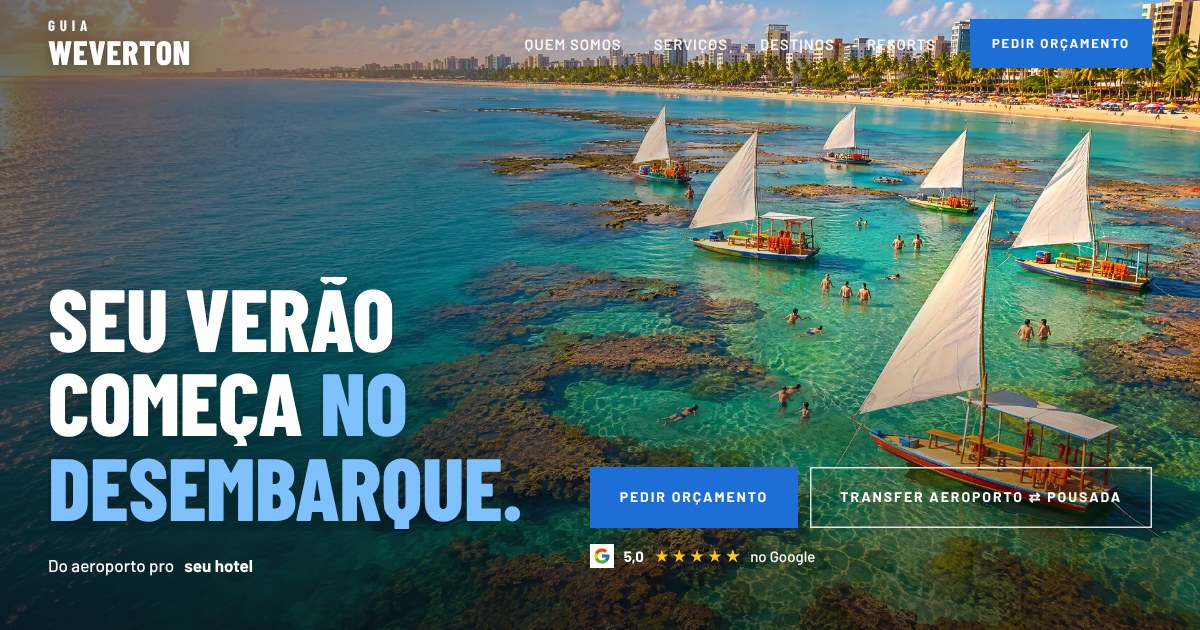 GUIA
WEVERTON
QUEM SOMOS
SERVIÇOS
DESTINOS
RESORTS
PEDIR ORÇAMENTO
SEU VERÃO
COMEÇA NO
DESEMBARQUE.
Do aeroporto pro seu hotel
PEDIR ORÇAMENTO
TRANSFER AEROPORTO ⇄ POUSADA
G 5,0 ★★★★★ no Google